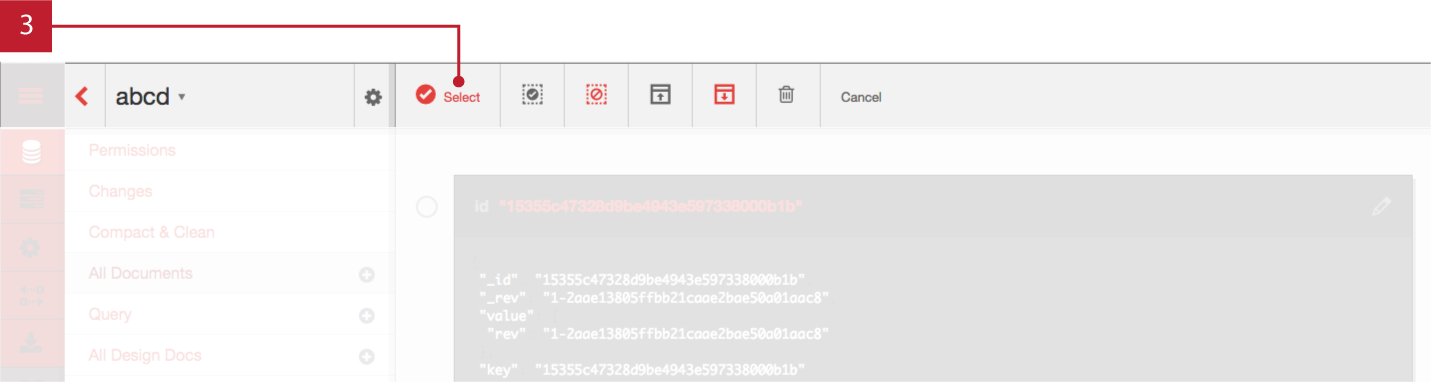 3
abcd
Select
Cancel
Permissions
Changes
Compact & Clean
All Documents
Query
All Design Docs
id "15355c47328d9be4943e597338000b1b"
"_id" "15355c47328d9be4943e597338000b1b"
"_rev" "1-2aae13805ffbb21caae2bae50a01aac8"
"value"
"rev" "1-2aae13805ffbb21caae2bae50a01aac8"
"key" "15355c47328d9be4943e597338000b1b"